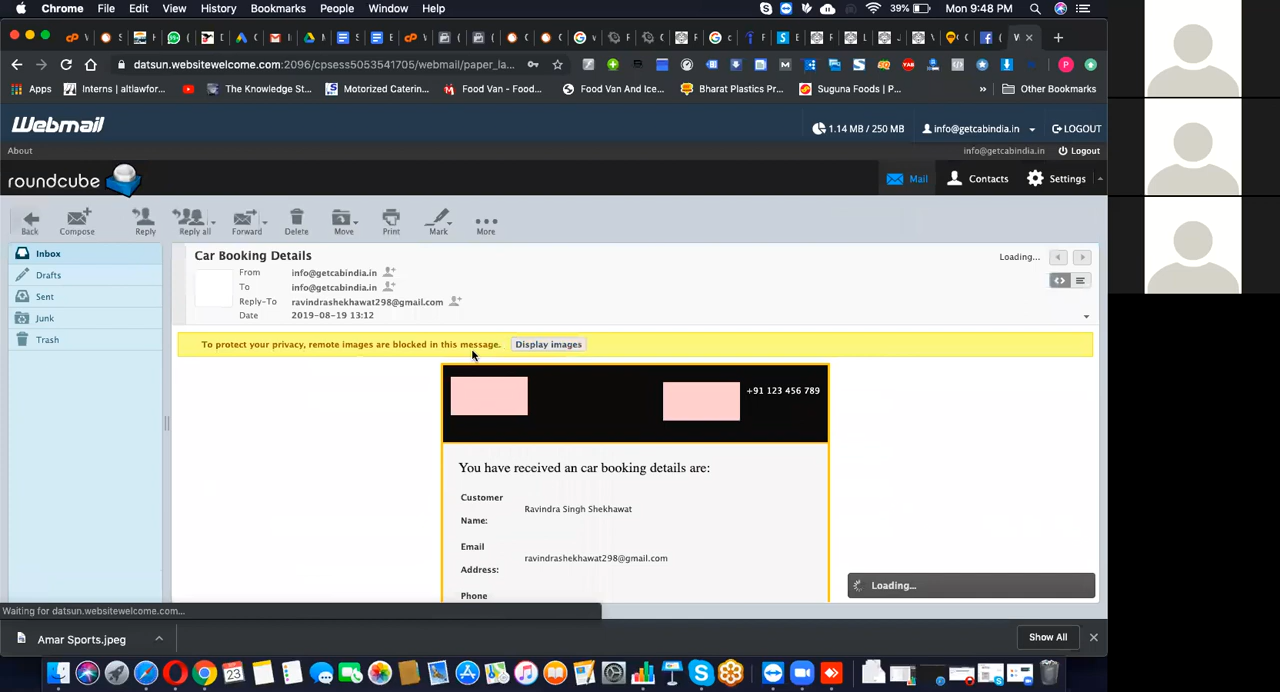 Chrome File Edit View History Bookmarks People Window Help 39% Mon 9:48 PM
datsun.websitewelcome.com:2096/cpsess5053541705/webmail/paper_la...
Apps Interns | altlawfor... The Knowledge St... Motorized Caterin... Food Van - Food... Food Van And Ice... Bharat Plastics Pr... Suguna Foods | P... » Other Bookmarks
Webmail 1.14 MB / 250 MB info@getcabindia.in LOGOUT
About info@getcabindia.in Logout
roundcube Mail Contacts Settings
Back Compose Reply Reply all Forward Delete Move Print Mark More
Inbox
Drafts
Sent
Junk
Trash
Car Booking Details Loading...
From info@getcabindia.in
To info@getcabindia.in
Reply-To ravindrashekhawat298@gmail.com
Date 2019-08-19 13:12
To protect your privacy, remote images are blocked in this message. Display images
+91 123 456 789
You have received an car booking details are:
Customer
Name:
Ravindra Singh Shekhawat
Email
Address:
ravindrashekhawat298@gmail.com
Phone
Loading...
Waiting for datsun.websitewelcome.com...
Amar Sports.jpeg Show All